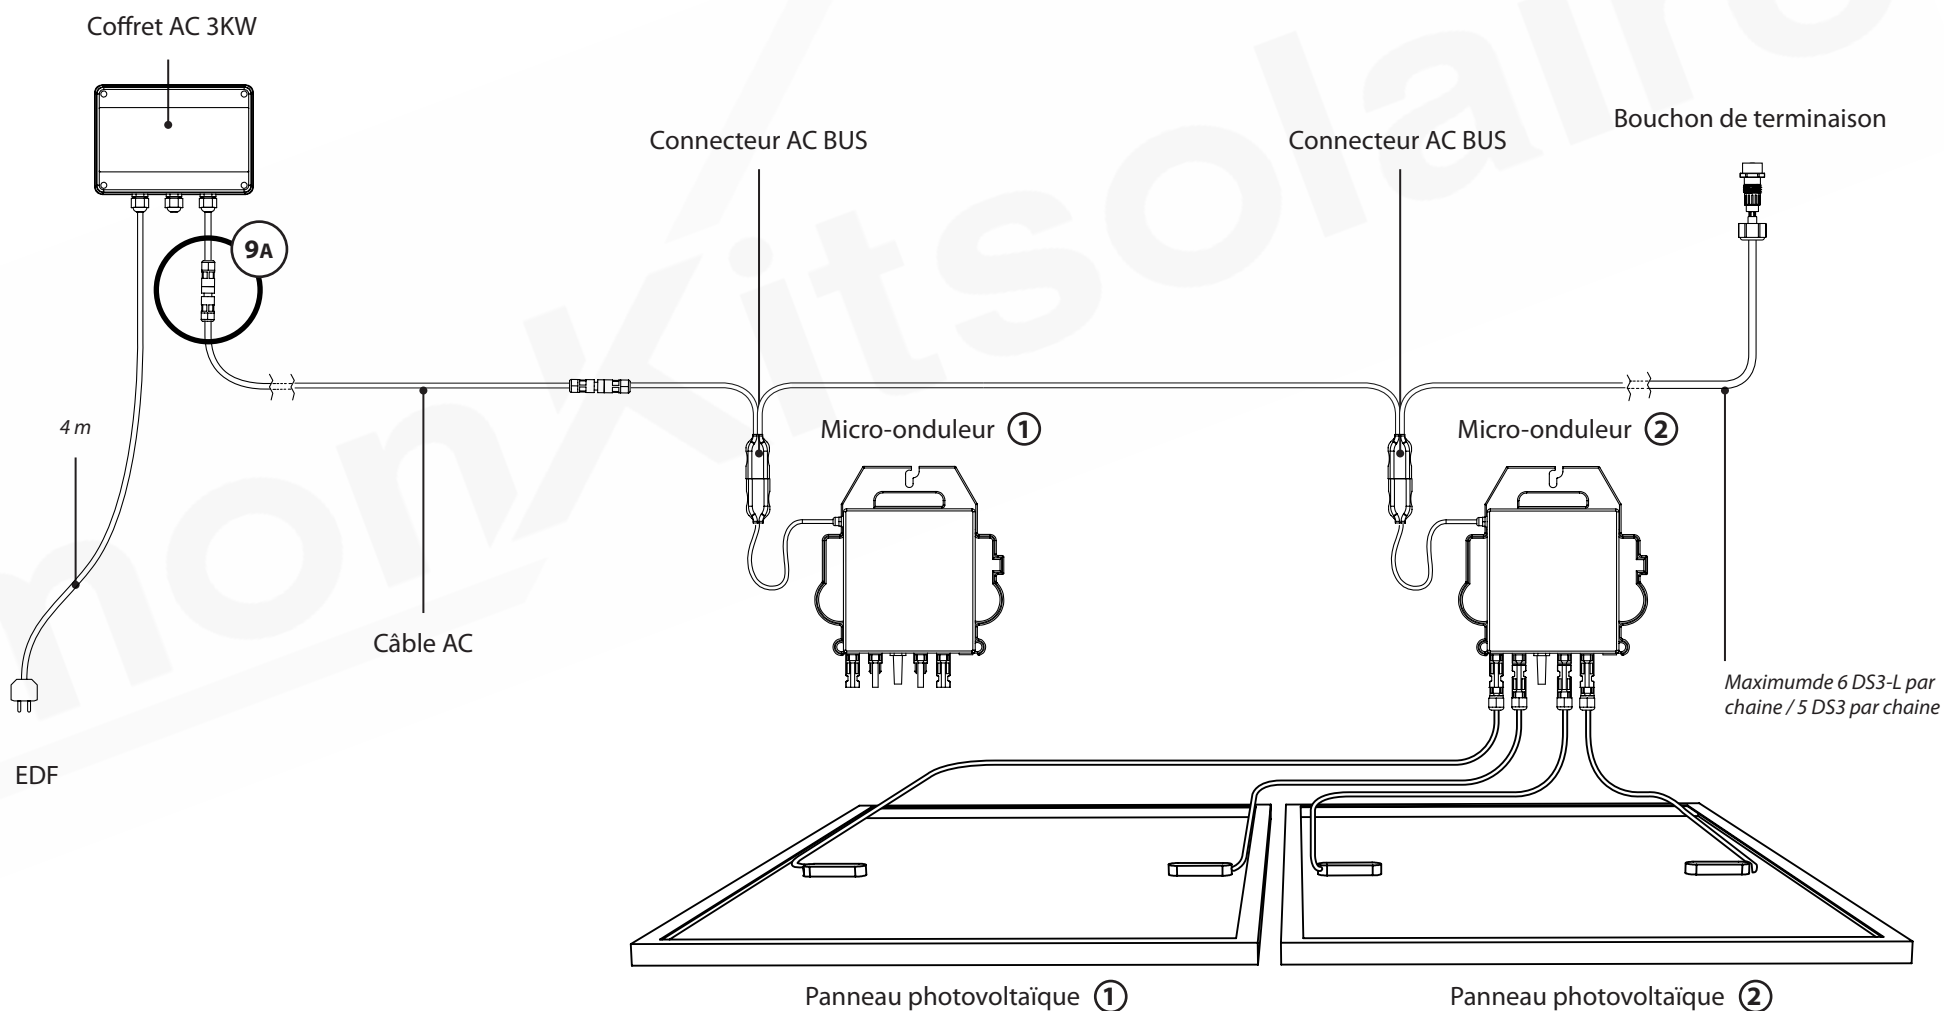 Coffret AC 3KW
Connecteur AC BUS
Connecteur AC BUS
Bouchon de terminaison
9A
4 m
Micro-onduleur 1
Micro-onduleur 2
Câble AC
Maximumde 6 DS3-L par
chaine / 5 DS3 par chaine
EDF
Panneau photovoltaïque 1
Panneau photovoltaïque 2
monKitsolaire